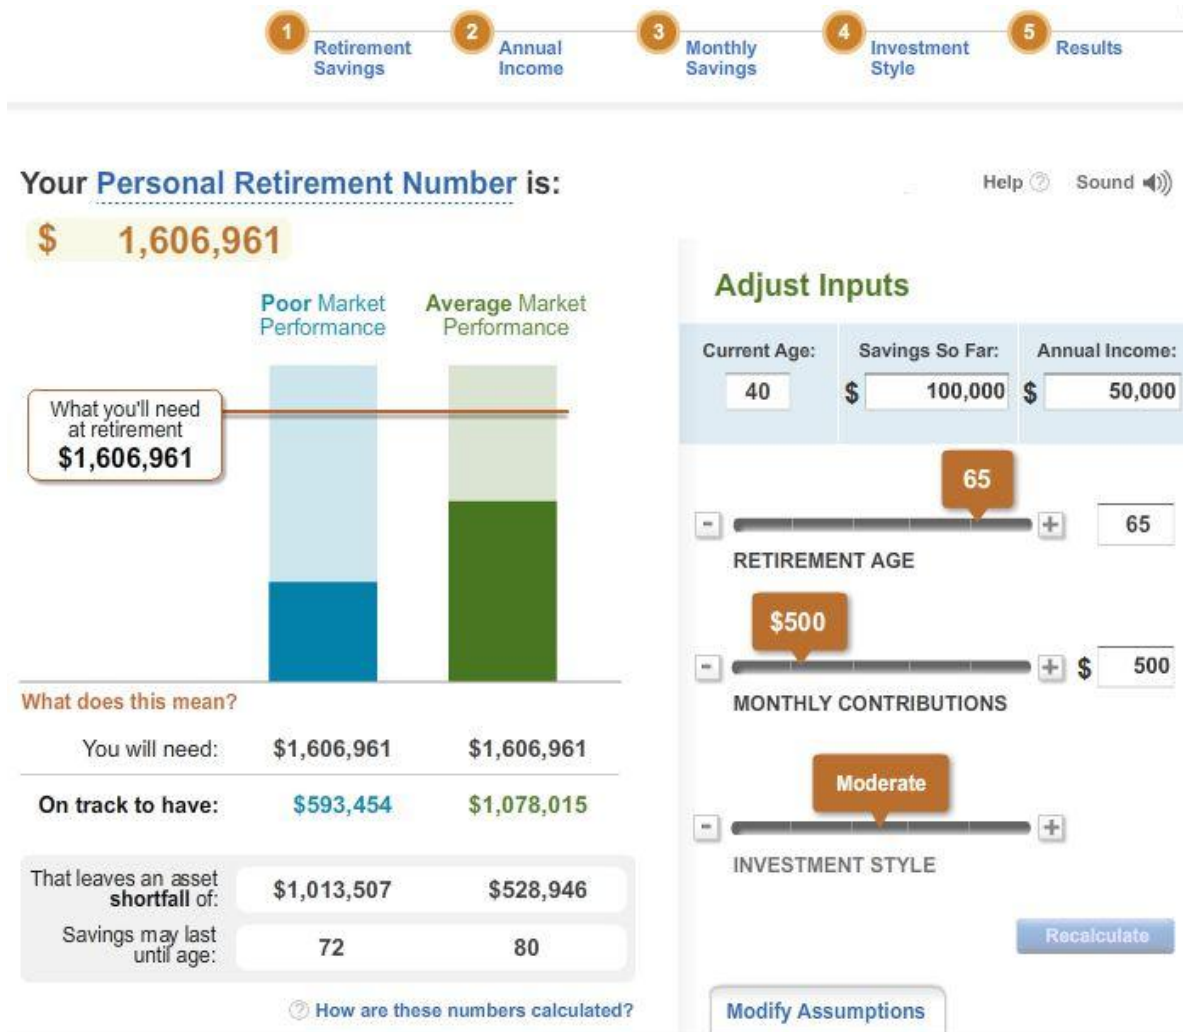 1 Retirement Savings
2 Annual Income
3 Monthly Savings
4 Investment Style
5 Results
Your Personal Retirement Number is:
Help ? Sound
$ 1,606,961
Poor Market
Performance
Average Market
Performance
What you'll need
at retirement
$1,606,961
What does this mean?
You will need: $1,606,961 $1,606,961
On track to have: $593,454 $1,078,015
That leaves an asset
shortfall of: $1,013,507 $528,946
Savings may last
until age: 72 80
? How are these numbers calculated?
Adjust Inputs
Current Age: Savings So Far: Annual Income:
40 $ 100,000 $ 50,000
65
- + 65
RETIREMENT AGE
$500
- + $ 500
MONTHLY CONTRIBUTIONS
Moderate
- +
INVESTMENT STYLE
Recalculate
Modify Assumptions